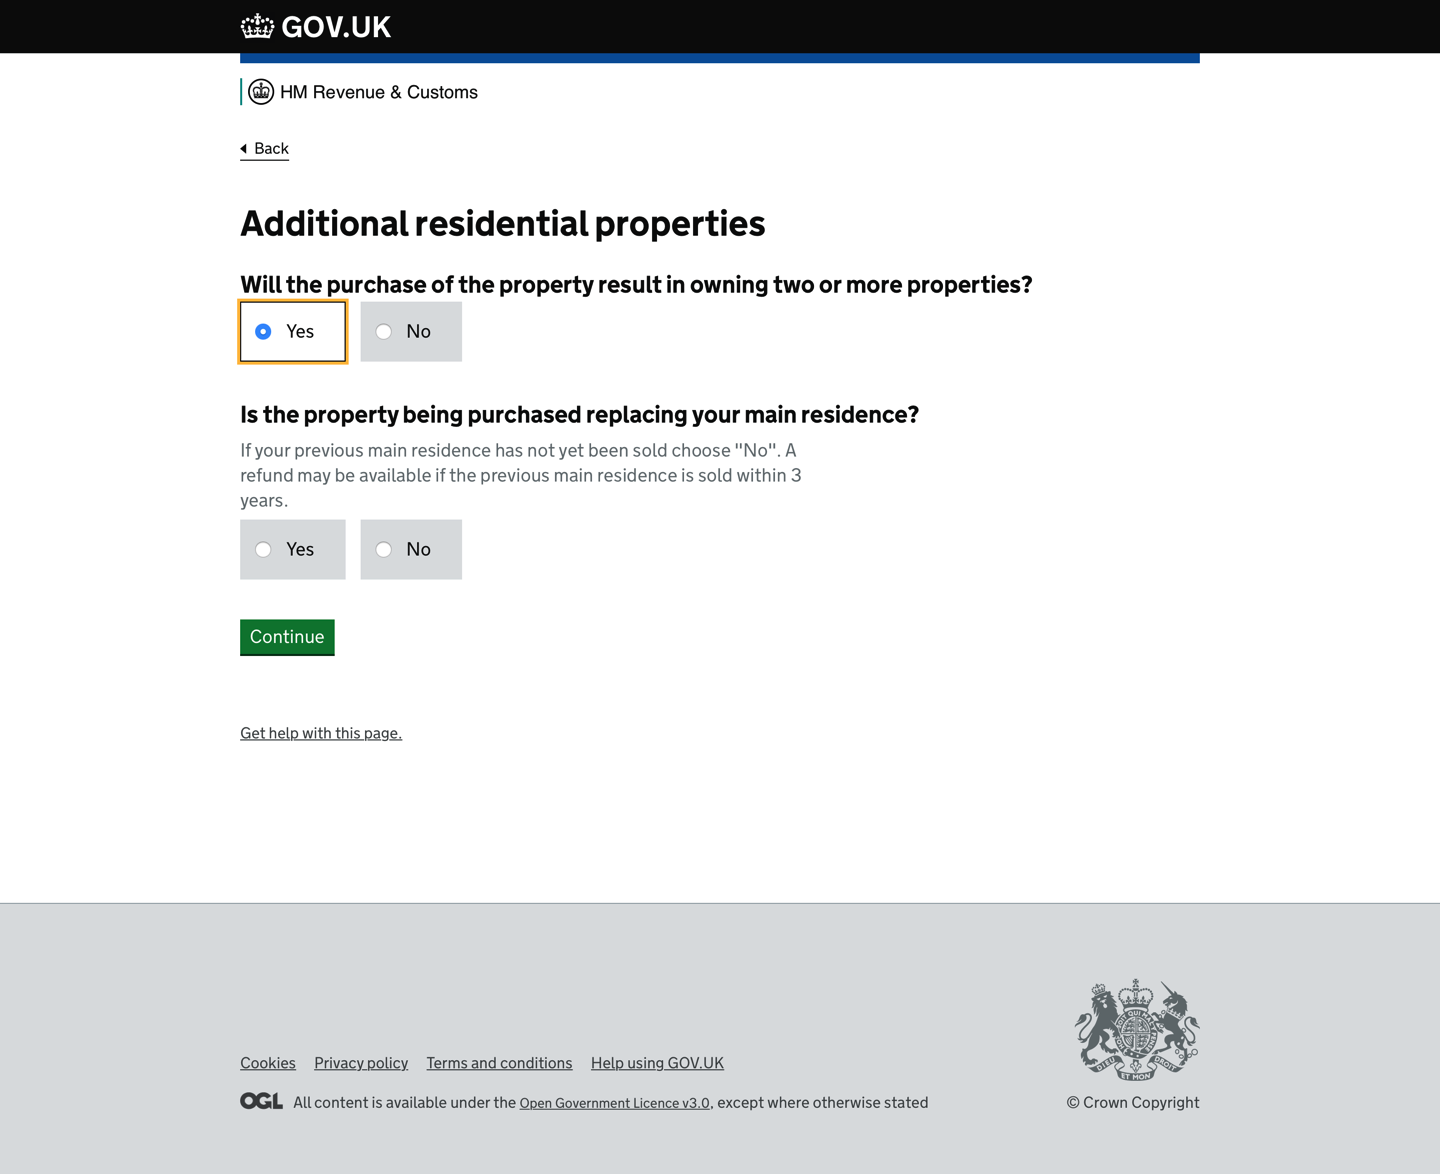 GOV.UK
HM Revenue & Customs
Back
Additional residential properties
Will the purchase of the property result in owning two or more properties?
Yes
No
Is the property being purchased replacing your main residence?
If your previous main residence has not yet been sold choose "No". A
refund may be available if the previous main residence is sold within 3
years.
Yes
No
Continue
Get help with this page.
Cookies
Privacy policy
Terms and conditions
Help using GOV.UK
OGL
All content is available under the Open Government Licence v3.0, except where otherwise stated
DIEU
ET MON
DROIT
© Crown Copyright